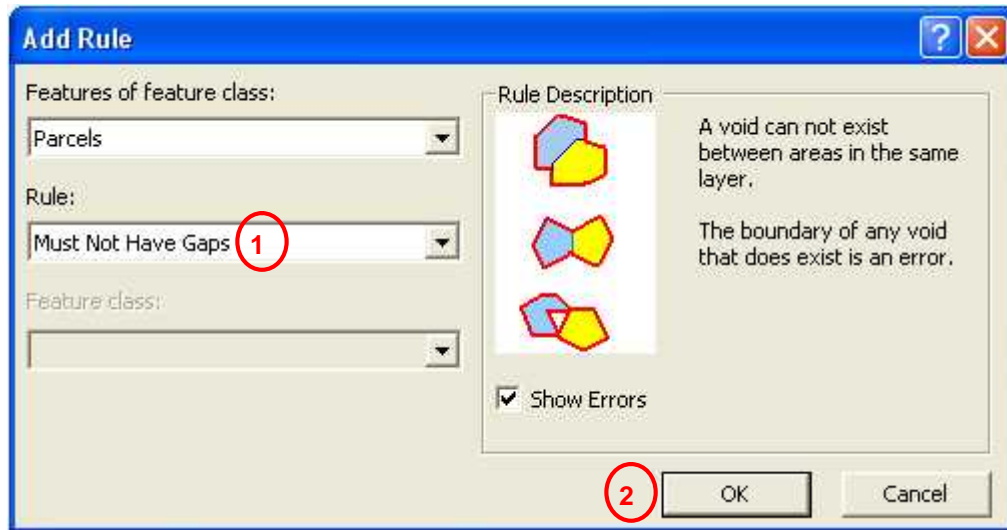 Add Rule
?
Features of feature class:
Parcels
Rule:
Must Not Have Gaps
1
Feature class:
Rule Description
A void can not exist
between areas in the same
layer.
The boundary of any void
that does exist is an error.
Show Errors
2
OK
Cancel